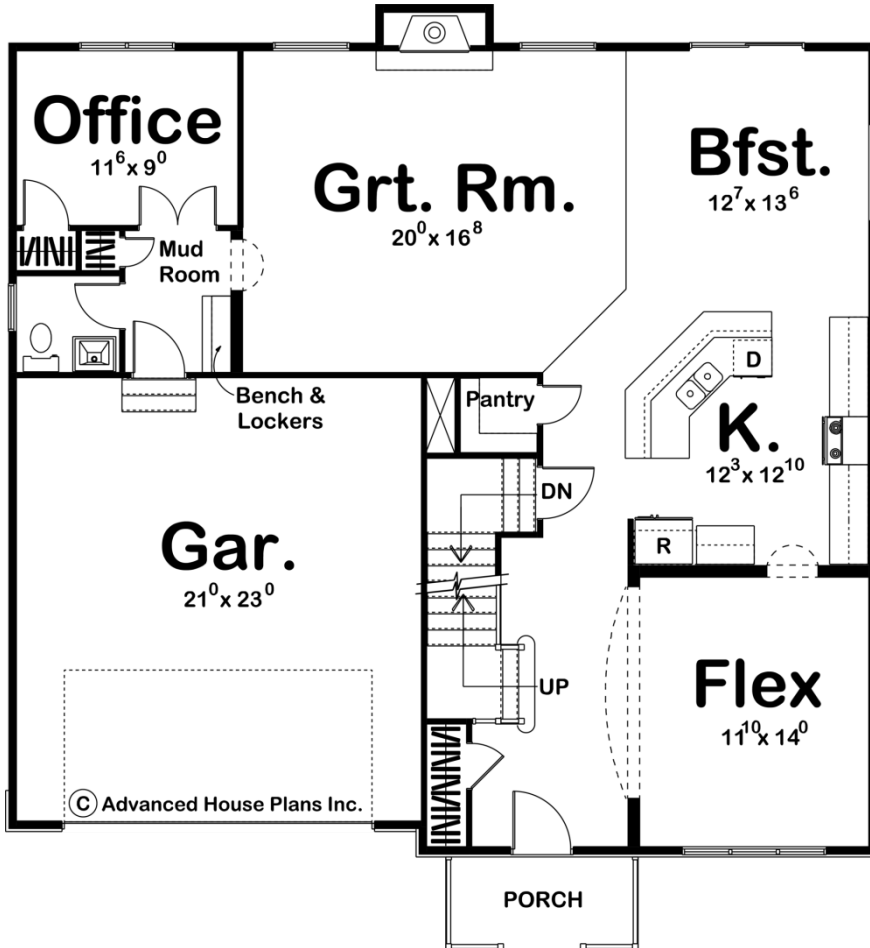 Office
11⁶ x 9⁰
Grt. Rm.
20⁰ x 16⁸
Bfst.
12⁷ x 13⁶
Mud
Room
D
Bench &
Lockers
Pantry
K.
12³ x 12¹⁰
DN
R
Gar.
21⁰ x 23⁰
UP
Flex
11¹⁰ x 14⁰
© Advanced House Plans Inc.
PORCH